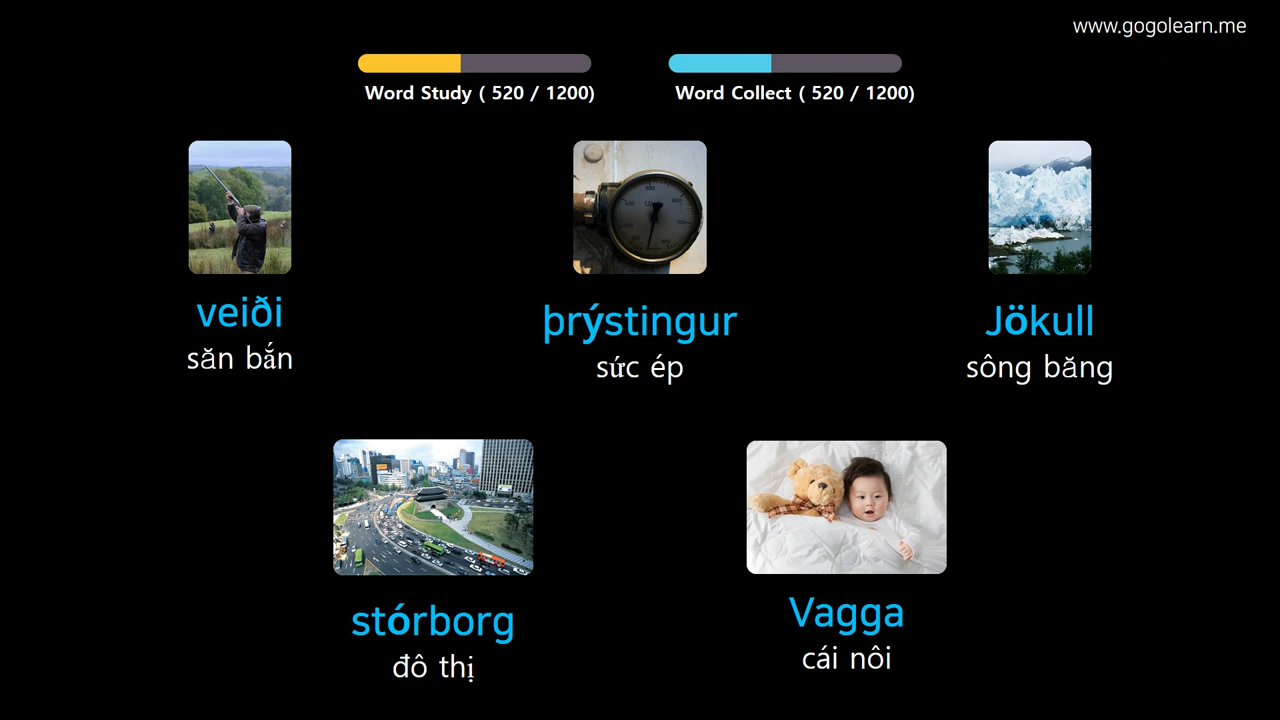 www.gogolearn.me
Word Study ( 520 / 1200)
Word Collect ( 520 / 1200)
veiði
săn bắn
þrýstingur
sức ép
Jökull
sông băng
stórborg
đô thị
Vagga
cái nôi